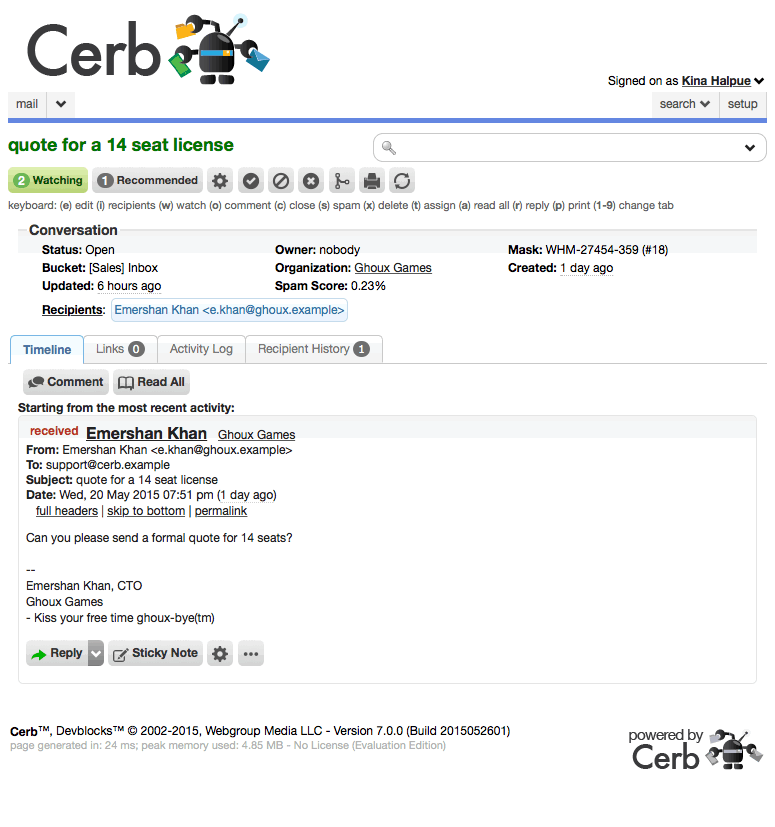 Cerb
Signed on as Kina Halpue
mail
search setup
quote for a 14 seat license
2 Watching 1 Recommended
keyboard: (e) edit (i) recipients (w) watch (o) comment (c) close (s) spam (x) delete (t) assign (a) read all (r) reply (p) print (1-9) change tab
Conversation
Status: Open Owner: nobody Mask: WHM-27454-359 (#18)
Bucket: [Sales] Inbox Organization: Ghoux Games Created: 1 day ago
Updated: 6 hours ago Spam Score: 0.23%
Recipients: Emershan Khan <e.khan@ghoux.example>
Timeline Links 0 Activity Log Recipient History 1
Comment Read All
Starting from the most recent activity:
received Emershan Khan Ghoux Games
From: Emershan Khan <e.khan@ghoux.example>
To: support@cerb.example
Subject: quote for a 14 seat license
Date: Wed, 20 May 2015 07:51 pm (1 day ago)
full headers | skip to bottom | permalink
Can you please send a formal quote for 14 seats?
--
Emershan Khan, CTO
Ghoux Games
- Kiss your free time ghoux-bye(tm)
Reply Sticky Note
Cerb™, Devblocks™ © 2002-2015, Webgroup Media LLC - Version 7.0.0 (Build 2015052601)
page generated in: 24 ms; peak memory used: 4.85 MB - No License (Evaluation Edition)
powered by
Cerb